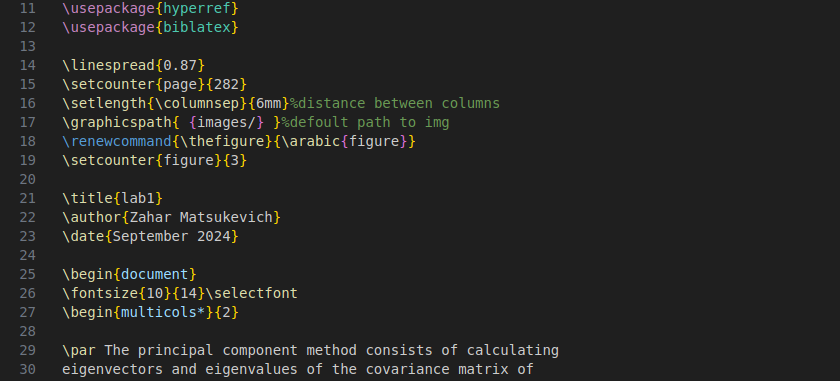 11 \usepackage{hyperref}
12 \usepackage{biblatex}
13
14 \linespread{0.87}
15 \setcounter{page}{282}
16 \setlength{\columnsep}{6mm}%distance between columns
17 \graphicspath{ {images/} }%defoult path to img
18 \renewcommand{\thefigure}{\arabic{figure}}
19 \setcounter{figure}{3}
20
21 \title{lab1}
22 \author{Zahar Matsukevich}
23 \date{September 2024}
24
25 \begin{document}
26 \fontsize{10}{14}\selectfont
27 \begin{multicols*}{2}
28
29 \par The principal component method consists of calculating
30 eigenvectors and eigenvalues of the covariance matrix of